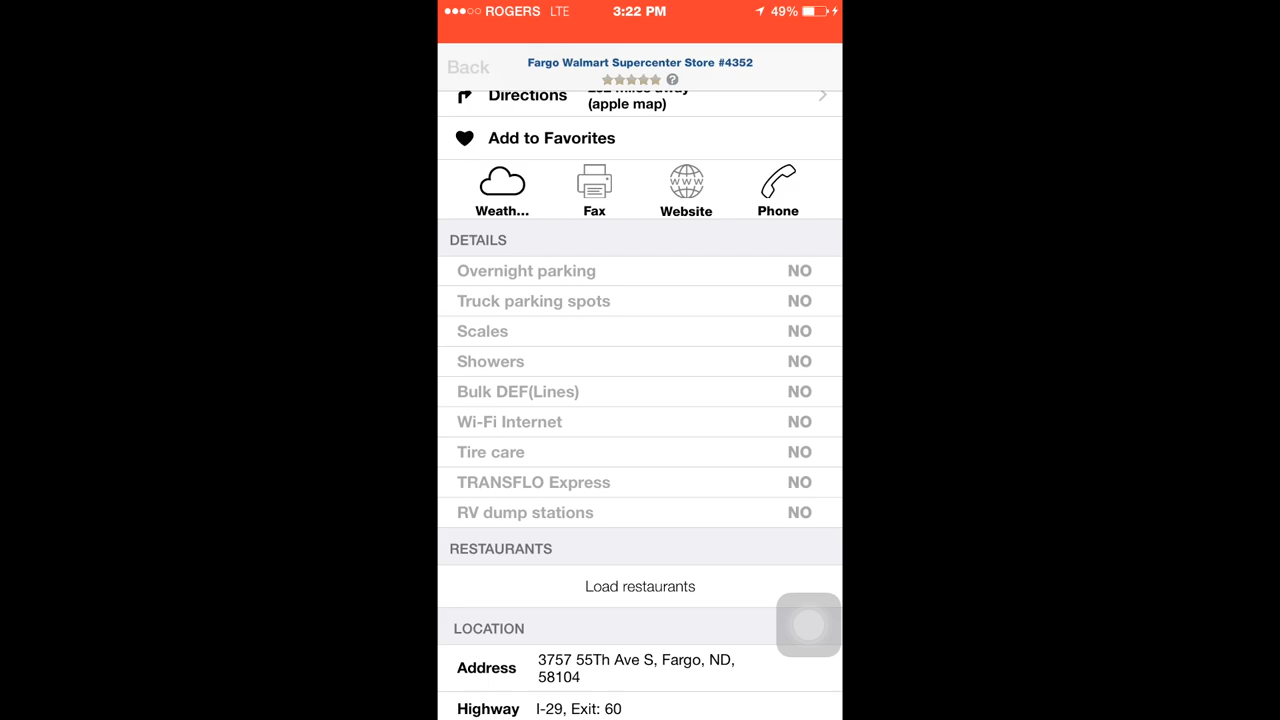 ROGERS LTE 3:22 PM 49%
Back
Fargo Walmart Supercenter Store #4352
?
Directions
(apple map)
Add to Favorites
WWW
Weath... Fax Website Phone
DETAILS
Overnight parking NO
Truck parking spots NO
Scales NO
Showers NO
Bulk DEF(Lines) NO
Wi-Fi Internet NO
Tire care NO
TRANSFLO Express NO
RV dump stations NO
RESTAURANTS
Load restaurants
LOCATION
Address 3757 55Th Ave S, Fargo, ND,
58104
Highway I-29, Exit: 60